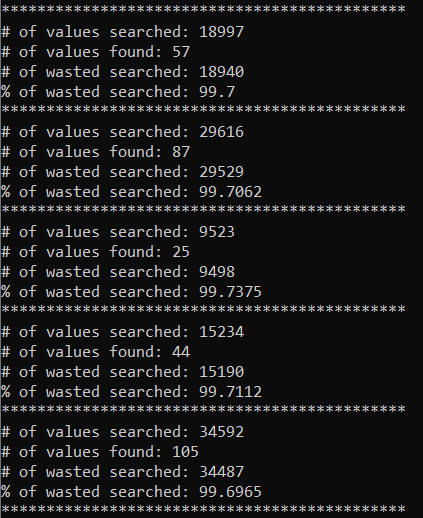 *********************************************
# of values searched: 18997
# of values found: 57
# of wasted searched: 18940
% of wasted searched: 99.7
*********************************************
# of values searched: 29616
# of values found: 87
# of wasted searched: 29529
% of wasted searched: 99.7062
*********************************************
# of values searched: 9523
# of values found: 25
# of wasted searched: 9498
% of wasted searched: 99.7375
*********************************************
# of values searched: 15234
# of values found: 44
# of wasted searched: 15190
% of wasted searched: 99.7112
*********************************************
# of values searched: 34592
# of values found: 105
# of wasted searched: 34487
% of wasted searched: 99.6965
*********************************************